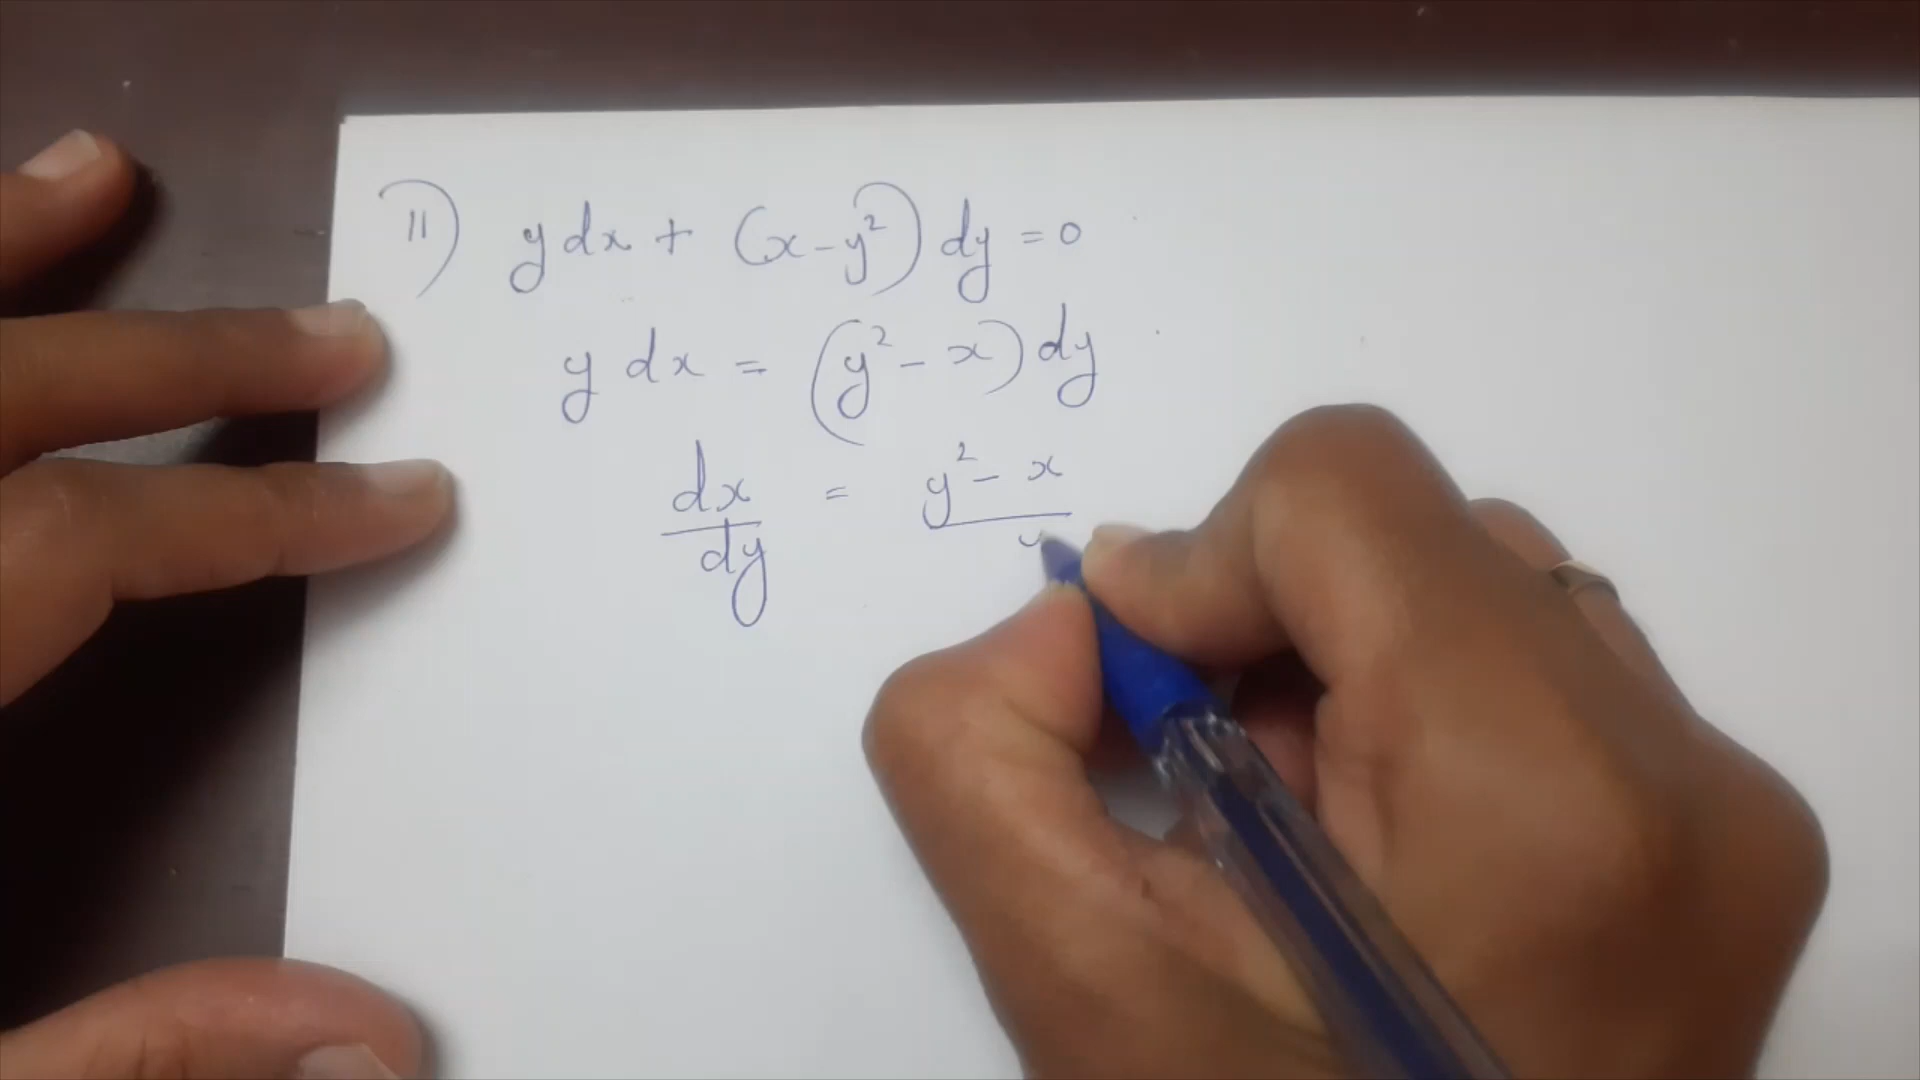 11) y dx + (x - y²) dy = 0
y dx = (y² - x) dy
dx/dy = y² - x / y